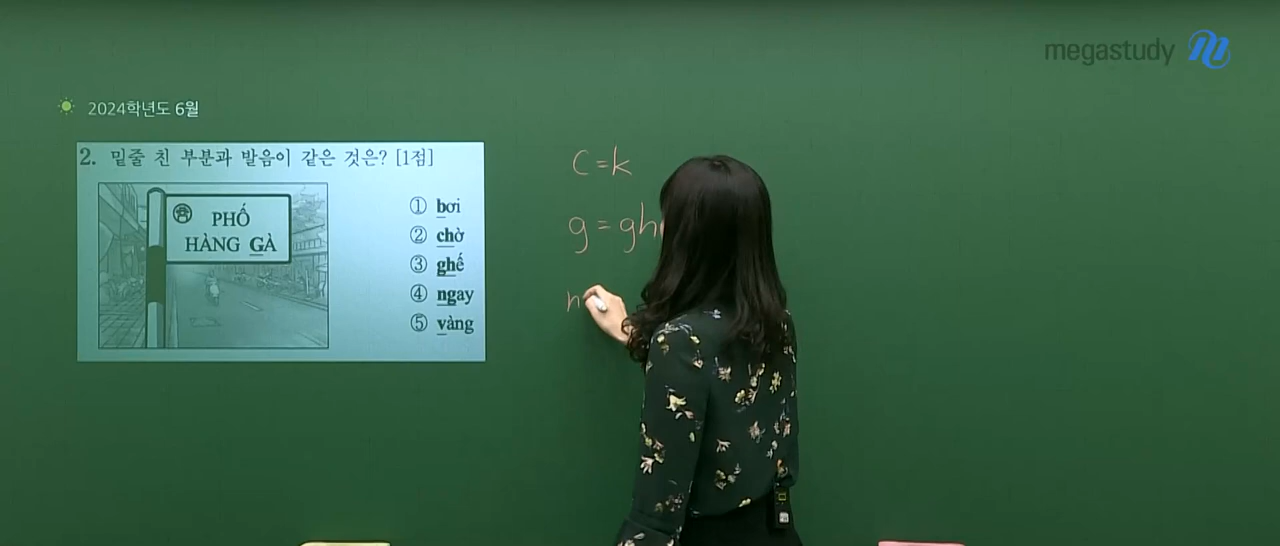 megastudy
2024학년도 6월
2. 밑줄 친 부분과 발음이 같은 것은? [1점]
PHỐ
HÀNG GÀ
① bơi
② chờ
③ ghế
④ ngay
⑤ vàng
c = k
g = gh
n